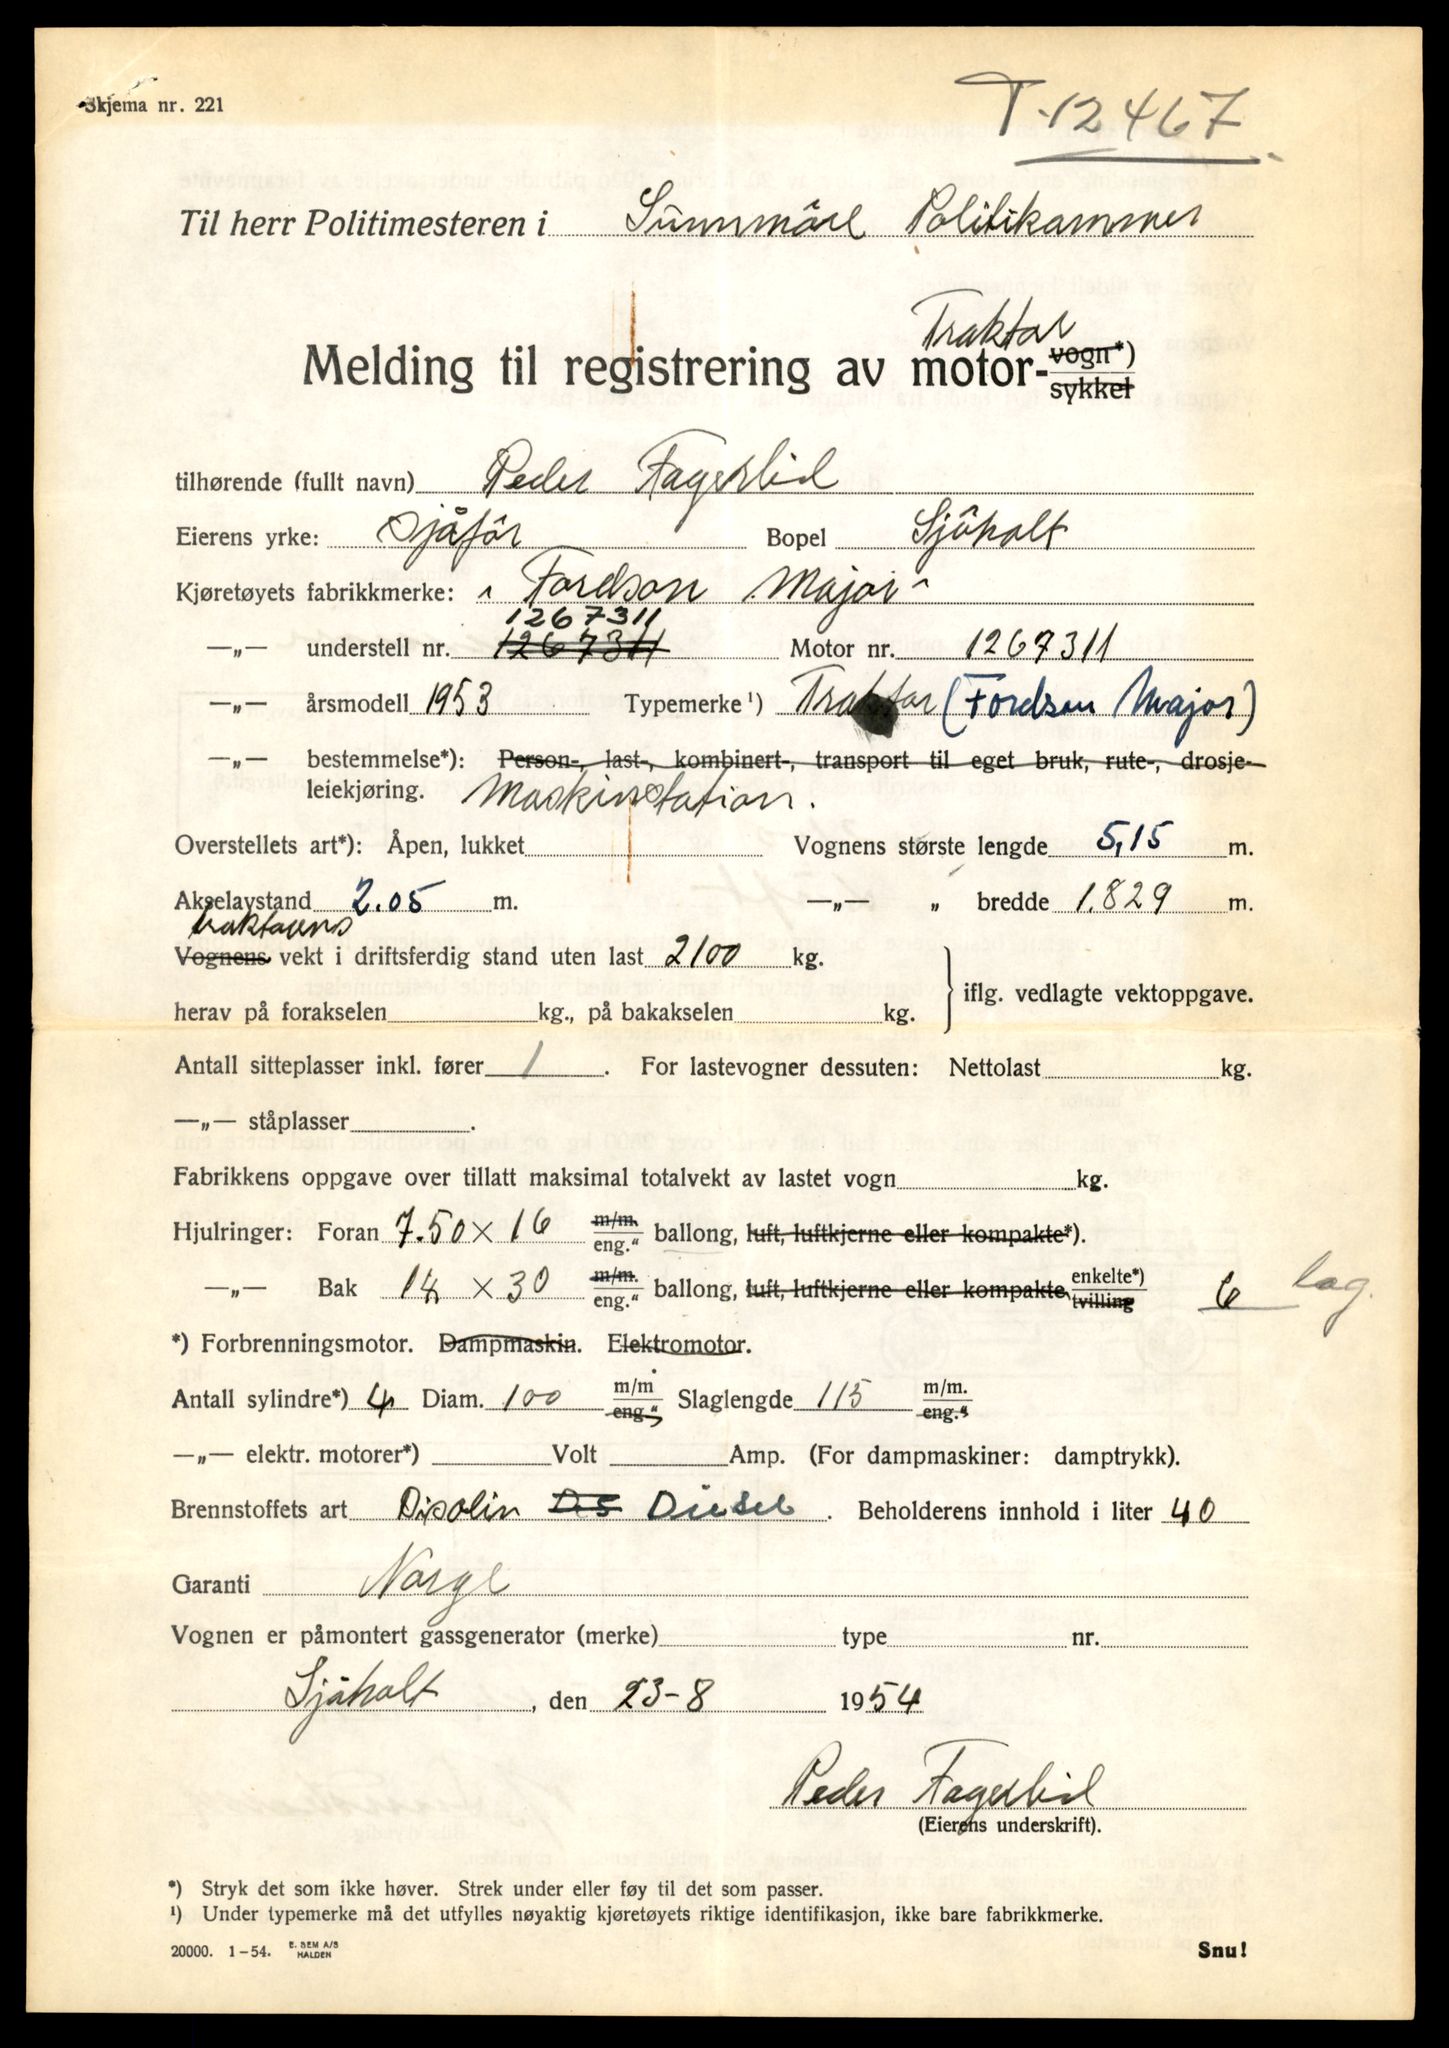 Skjema nr. 221
T-12467
Til herr Politimesteren i Sunnmöre Politikammer
Traktor
Melding til registrering av motor-vogn*)
sykkel
tilhørende (fullt navn) Peder Fagerlid
Eierens yrke: Sjåför Bopel Sjöholt
Kjøretøyets fabrikkmerke: "Fordson Major"
1267311
—„— understell nr. 1267311 Motor nr. 1267311
—„— årsmodell 1953 Typemerke¹) Traktor (Fordson Major)
—„— bestemmelse*): Person-, last-, kombinert-, transport til eget bruk, rute-, drosje-
leiekjøring. Maskinstation.
Overstellets art*): Åpen, lukket Vognens største lengde 5,15 m.
Akselavstand 2.05 m. —„— „ bredde 1.829 m.
traktorens
Vognens vekt i driftsferdig stand uten last 2100 kg.
herav på forakselen kg., på bakakselen kg. iflg. vedlagte vektoppgave.
Antall sitteplasser inkl. fører 1. For lastevogner dessuten: Nettolast kg.
—„— ståplasser .
Fabrikkens oppgave over tillatt maksimal totalvekt av lastet vogn kg.
Hjulringer: Foran 7.50 x 16 m/m. eng.“ ballong, luft, luftkjerne eller kompakte*).
—„— Bak 14 x 30 m/m. eng.“ ballong, luft, luftkjerne eller kompakte, enkelte*) tvilling 6 lag.
*) Forbrenningsmotor. Dampmaskin. Elektromotor.
Antall sylindre*) 4 Diam. 100 m/m eng.“ Slaglengde 115 m/m. eng.“
—„— elektr. motorer*) Volt Amp. (For dampmaskiner: damptrykk).
Brennstoffets art Disolin DS Diesel. Beholderens innhold i liter 40
Garanti Norge
Vognen er påmontert gassgenerator (merke) type nr.
Sjöholt, den 23-8 1954
Peder Fagerlid
(Eierens underskrift).
*) Stryk det som ikke høver. Strek under eller føy til det som passer.
¹) Under typemerke må det utfylles nøyaktig kjøretøyets riktige identifikasjon, ikke bare fabrikkmerke.
20000. 1-54. E. SEM A/S HALDEN Snu!